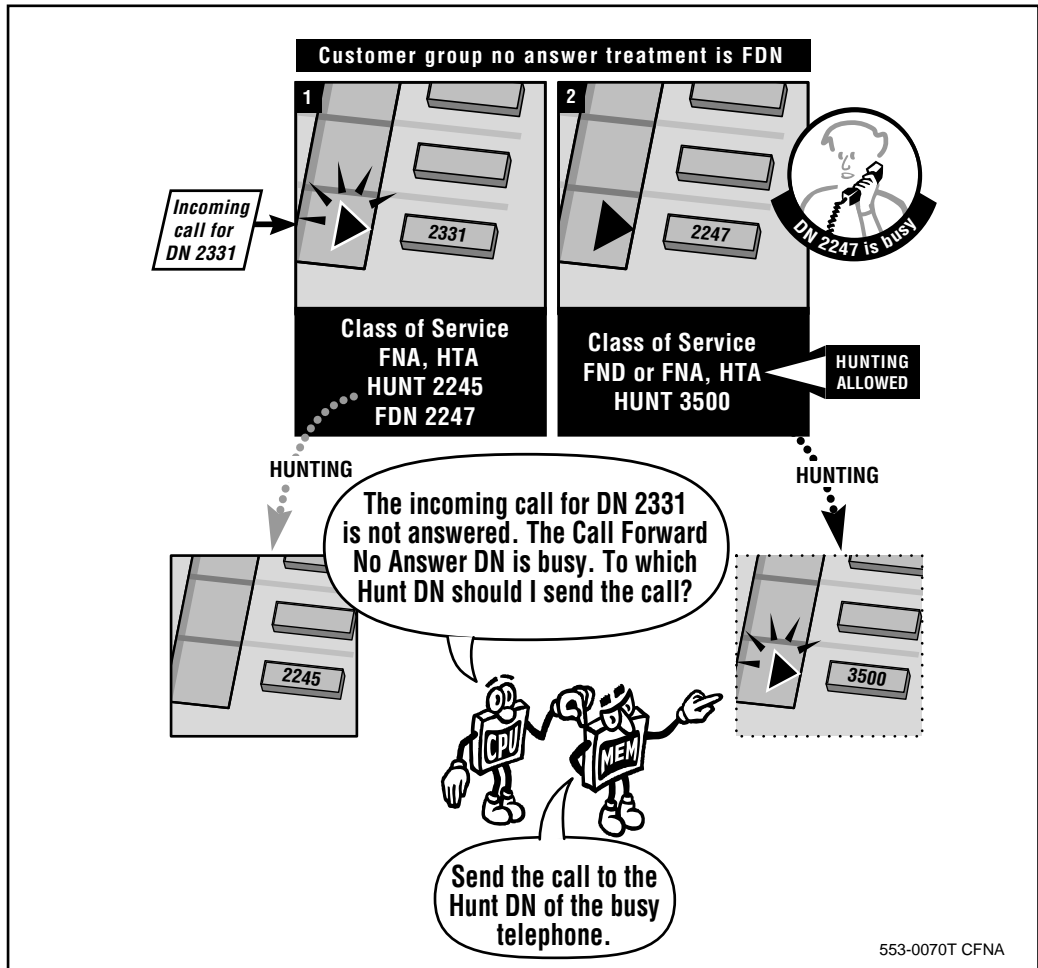 Customer group no answer treatment is FDN
1
2
Incoming
call for
DN 2331
2331
2247
DN 2247 is busy
Class of Service
FNA, HTA
HUNT 2245
FDN 2247
Class of Service
FND or FNA, HTA
HUNT 3500
HUNTING
ALLOWED
HUNTING
HUNTING
The incoming call for DN 2331
is not answered. The Call Forward
No Answer DN is busy. To which
Hunt DN should I send the call?
2245
3500
CPU
MEM
Send the call to the
Hunt DN of the busy
telephone.
553-0070T CFNA